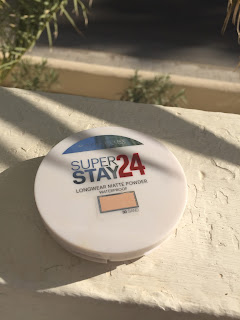 SUPER
STAY24
LONGWEAR MATTE POWDER
WATERPROOF